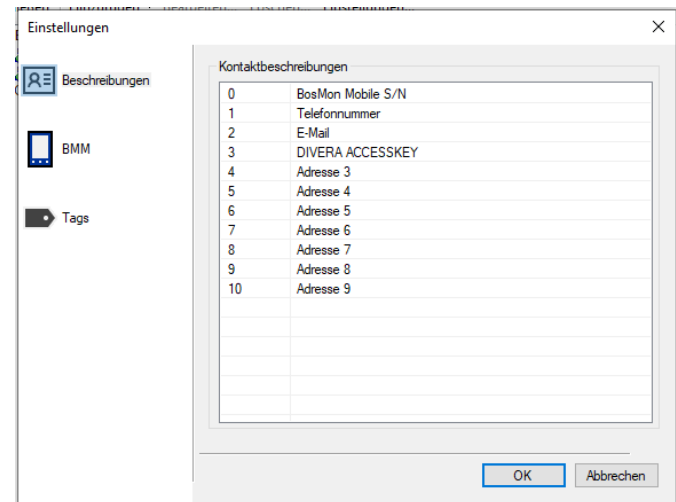 Einstellungen
Beschreibungen
BMM
Tags
Kontaktbeschreibungen
0 BosMon Mobile S/N
1 Telefonnummer
2 E-Mail
3 DIVERA ACCESSKEY
4 Adresse 3
5 Adresse 4
6 Adresse 5
7 Adresse 6
8 Adresse 7
9 Adresse 8
10 Adresse 9
OK Abbrechen